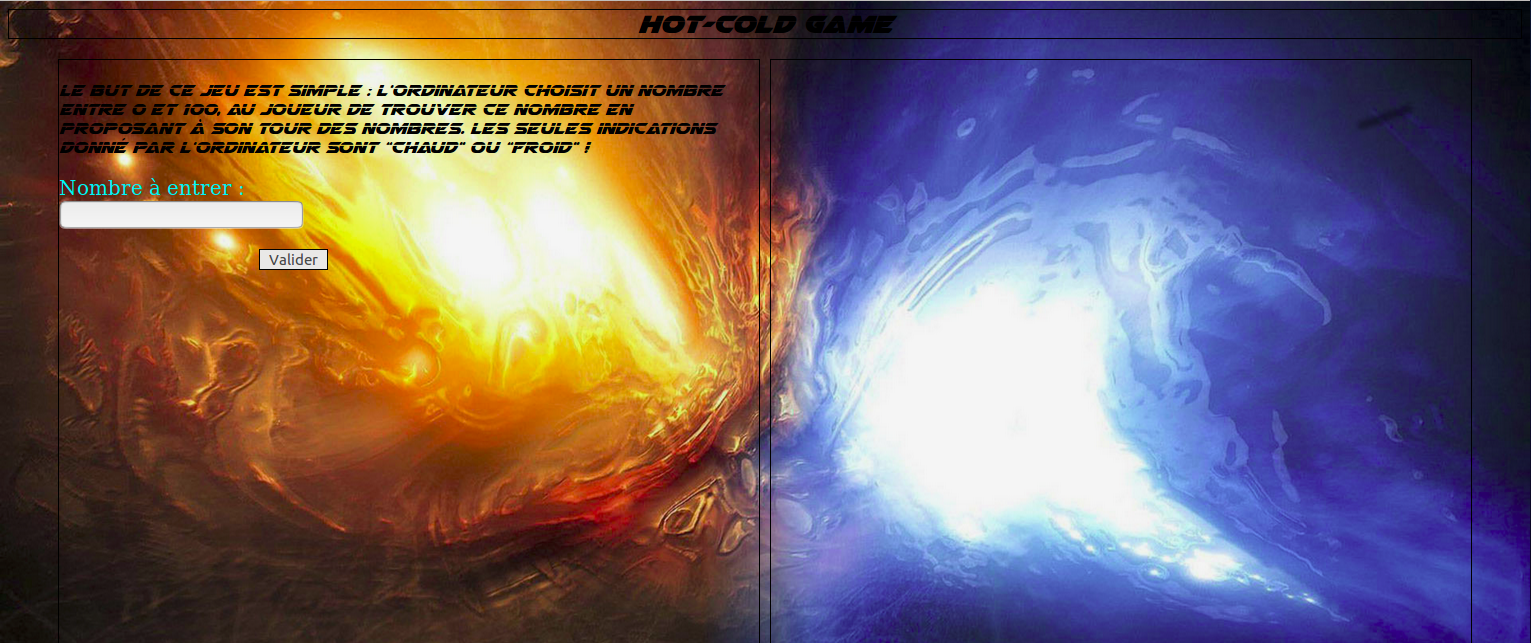 HOT-COLD GAME
LE BUT DE CE JEU EST SIMPLE : L'ORDINATEUR CHOISIT UN NOMBRE
ENTRE 0 ET 100, AU JOUEUR DE TROUVER CE NOMBRE EN
PROPOSANT À SON TOUR DES NOMBRES. LES SEULES INDICATIONS
DONNÉ PAR L'ORDINATEUR SONT "CHAUD" OU "FROID" !
Nombre à entrer :
Valider